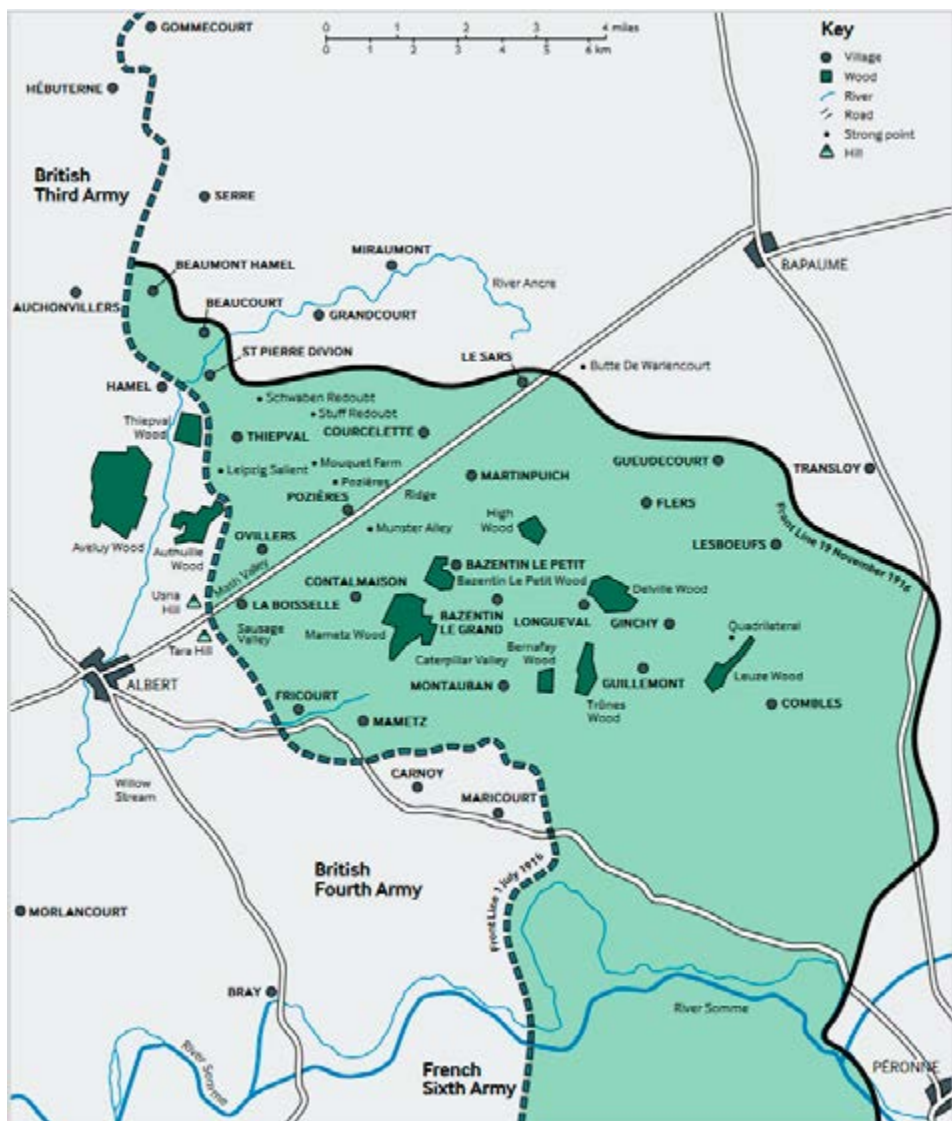 GOMMECOURT
0 1 2 3 4 miles
0 1 2 3 4 5 6 km
Key
Village
Wood
River
Road
Strong point
Hill
HÉBUTERNE
British
Third Army
SERRE
MIRAUMONT
BEAUMONT HAMEL
River Ancre
BAPAUME
AUCHONVILLERS
BEAUCOURT
GRANDCOURT
ST PIERRE DIVION
LE SARS
Butte De Warlencourt
HAMEL
Schwaben Redoubt
Stuff Redoubt
Thiepval
Wood
THIEPVAL
COURCELETTE
Leipzig Salient
Mouquet Farm
MARTINPUICH
GUEUDECOURT
TRANSLOY
Pozières
Ridge
POZIÈRES
FLERS
Munster Alley
High
Wood
Aveluy Wood
Authuille
Wood
OVILLERS
LESBOEUFS
Front Line 19 November 1916
Mash Valley
BAZENTIN LE PETIT
Bazentin Le Petit Wood
CONTALMAISON
Delville Wood
Usna
Hill
LA BOISSELLE
BAZENTIN
LE GRAND
LONGUEVAL
GINCHY
Quadrilateral
Tara Hill
Sausage
Valley
Mametz Wood
Caterpillar Valley
Bernafay
Wood
Leuze Wood
ALBERT
FRICOURT
MONTAUBAN
GUILLEMONT
Trônes
Wood
COMBLES
MAMETZ
Willow
Stream
CARNOY
MARICOURT
British
Fourth Army
Front Line 1 July 1916
MORLANCOURT
BRAY
River Somme
River Somme
French
Sixth Army
PÉRONNE